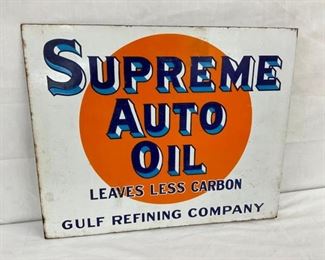 SUPREME
AUTO
OIL
LEAVES LESS CARBON
GULF REFINING COMPANY